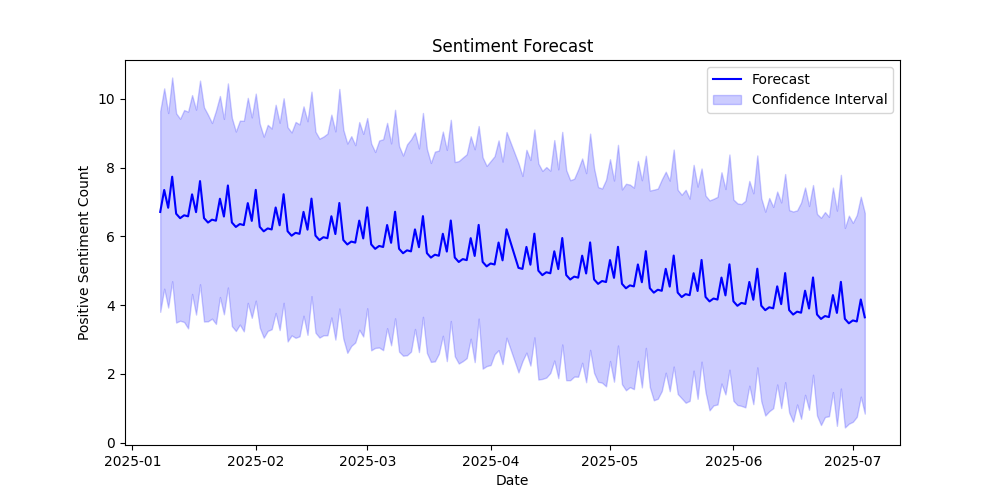 Sentiment Forecast
Forecast
Confidence Interval
Positive Sentiment Count
10
8
6
4
2
0
2025-01 2025-02 2025-03 2025-04 2025-05 2025-06 2025-07
Date